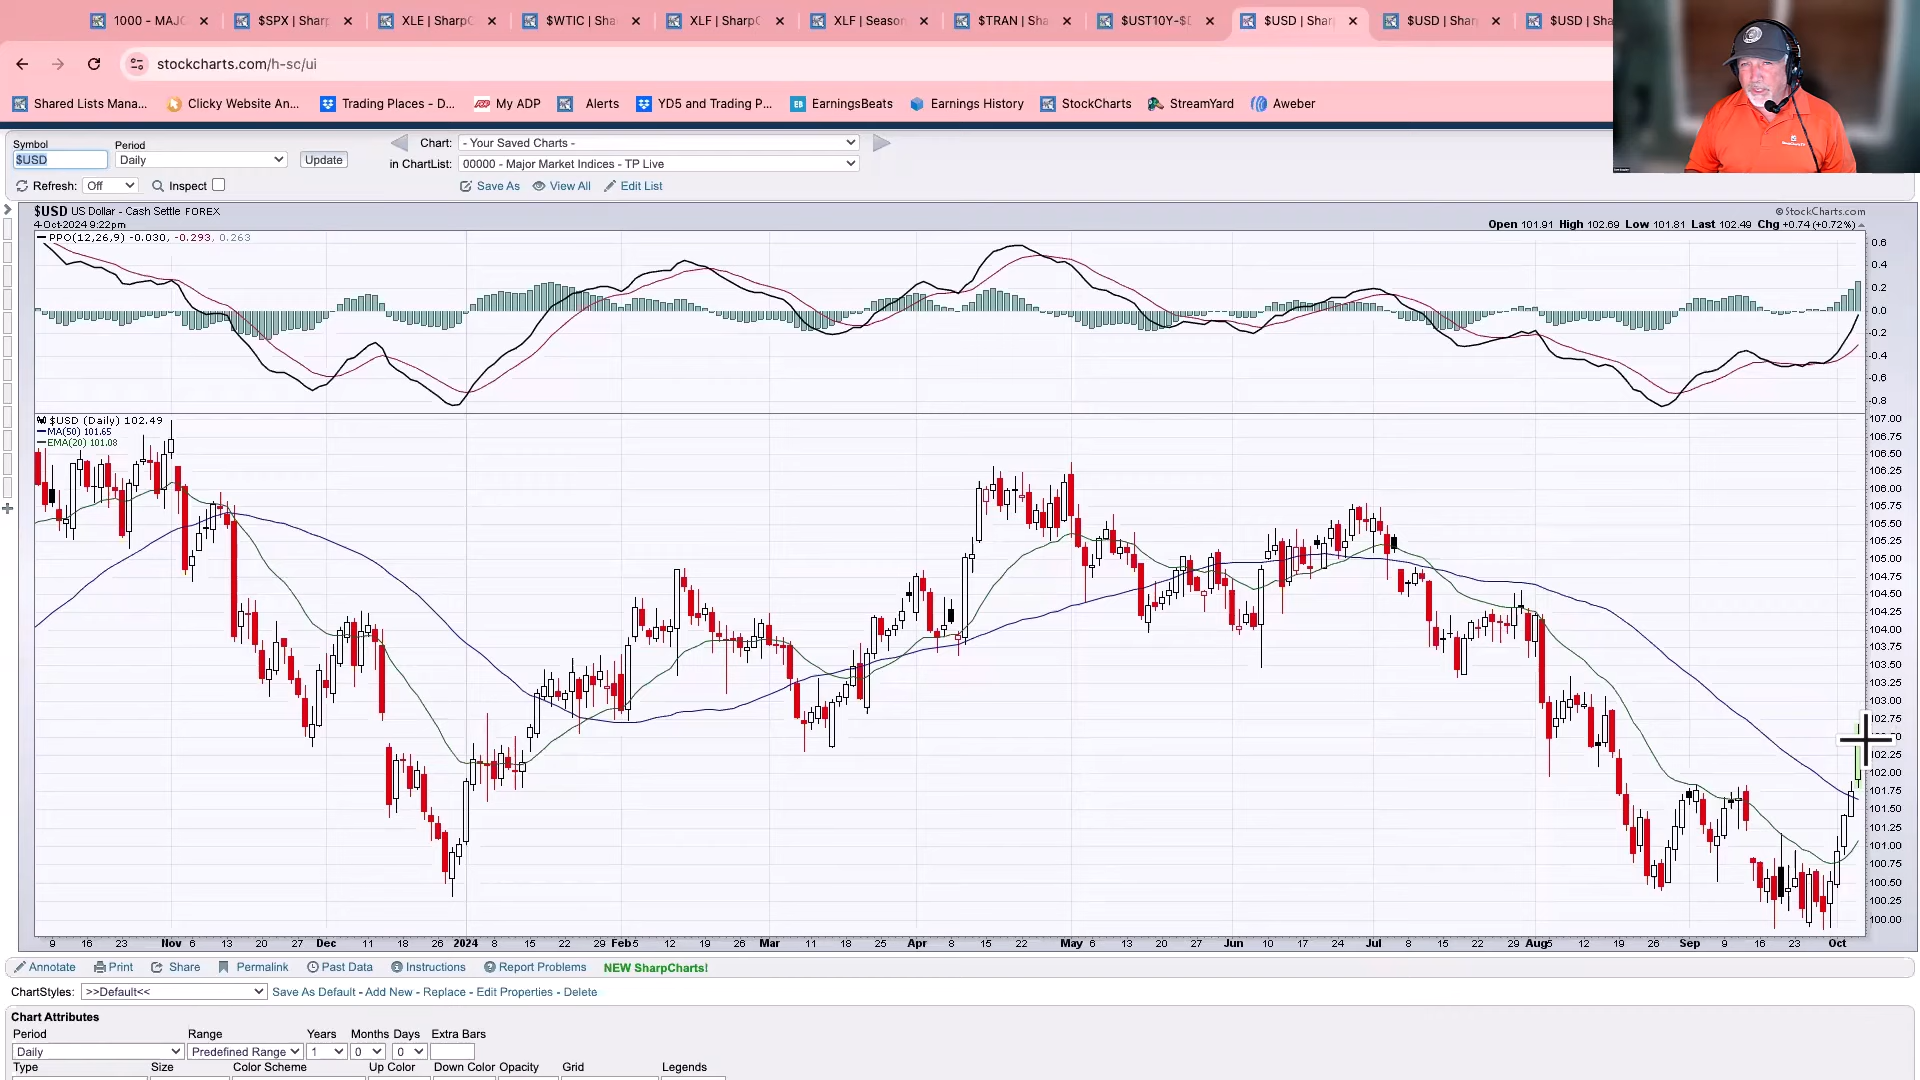 1000 - MAJO
$SPX | Sharp
XLE | SharpC
$WTIC | Sha
XLF | SharpC
XLF | Season
$TRAN | Sha
$UST10Y-$D
$USD | Shar
$USD | Shar
$USD | Sha
stockcharts.com/h-sc/ui
Shared Lists Mana...
Clicky Website An...
Trading Places - D...
My ADP
Alerts
YD5 and Trading P...
EarningsBeats
Earnings History
StockCharts
StreamYard
Aweber
Symbol
Period
$USD
Daily
Update
Chart: - Your Saved Charts -
in ChartList: 00000 - Major Market Indices - TP Live
Refresh: Off
Inspect
Save As
View All
Edit List
$USD US Dollar - Cash Settle FOREX
© StockCharts.com
4-Oct-2024 9:22pm
Open 101.91 High 102.69 Low 101.81 Last 102.49 Chg +0.74 (+0.72%)
PPO(12,26,9) -0.030, -0.293, 0.263
0.6
0.4
0.2
0.0
-0.2
-0.4
-0.6
-0.8
$USD (Daily) 102.49
MA(50) 101.65
EMA(20) 101.08
107.00
106.75
106.50
106.25
106.00
105.75
105.50
105.25
105.00
104.75
104.50
104.25
104.00
103.75
103.50
103.25
103.00
102.75
102.25
102.00
101.75
101.50
101.25
101.00
100.75
100.50
100.25
100.00
9 16 23 Nov 6 13 20 27 Dec 11 18 26 2024 8 15 22 29 Feb 5 12 19 26 Mar 11 18 25 Apr 8 15 22 May 6 13 20 27 Jun 10 17 24 Jul 8 15 22 29 Aug 5 12 19 26 Sep 9 16 23 Oct
Annotate
Print
Share
Permalink
Past Data
Instructions
Report Problems
NEW SharpCharts!
ChartStyles: >>Default<<
Save As Default - Add New - Replace - Edit Properties - Delete
Chart Attributes
Period Range Years Months Days Extra Bars
Daily Predefined Range 1 0 0
Type Size Color Scheme Up Color Down Color Opacity Grid Legends